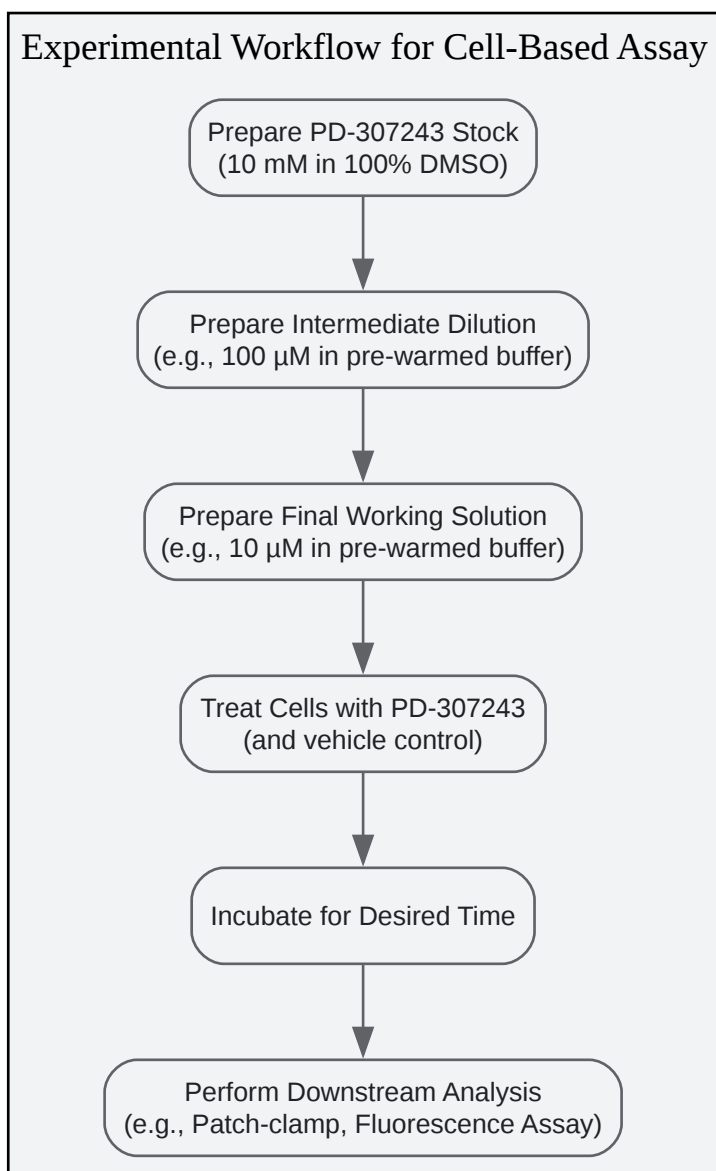 Experimental Workflow for Cell-Based Assay
Prepare PD-307243 Stock
(10 mM in 100% DMSO)
Prepare Intermediate Dilution
(e.g., 100 µM in pre-warmed buffer)
Prepare Final Working Solution
(e.g., 10 µM in pre-warmed buffer)
Treat Cells with PD-307243
(and vehicle control)
Incubate for Desired Time
Perform Downstream Analysis
(e.g., Patch-clamp, Fluorescence Assay)